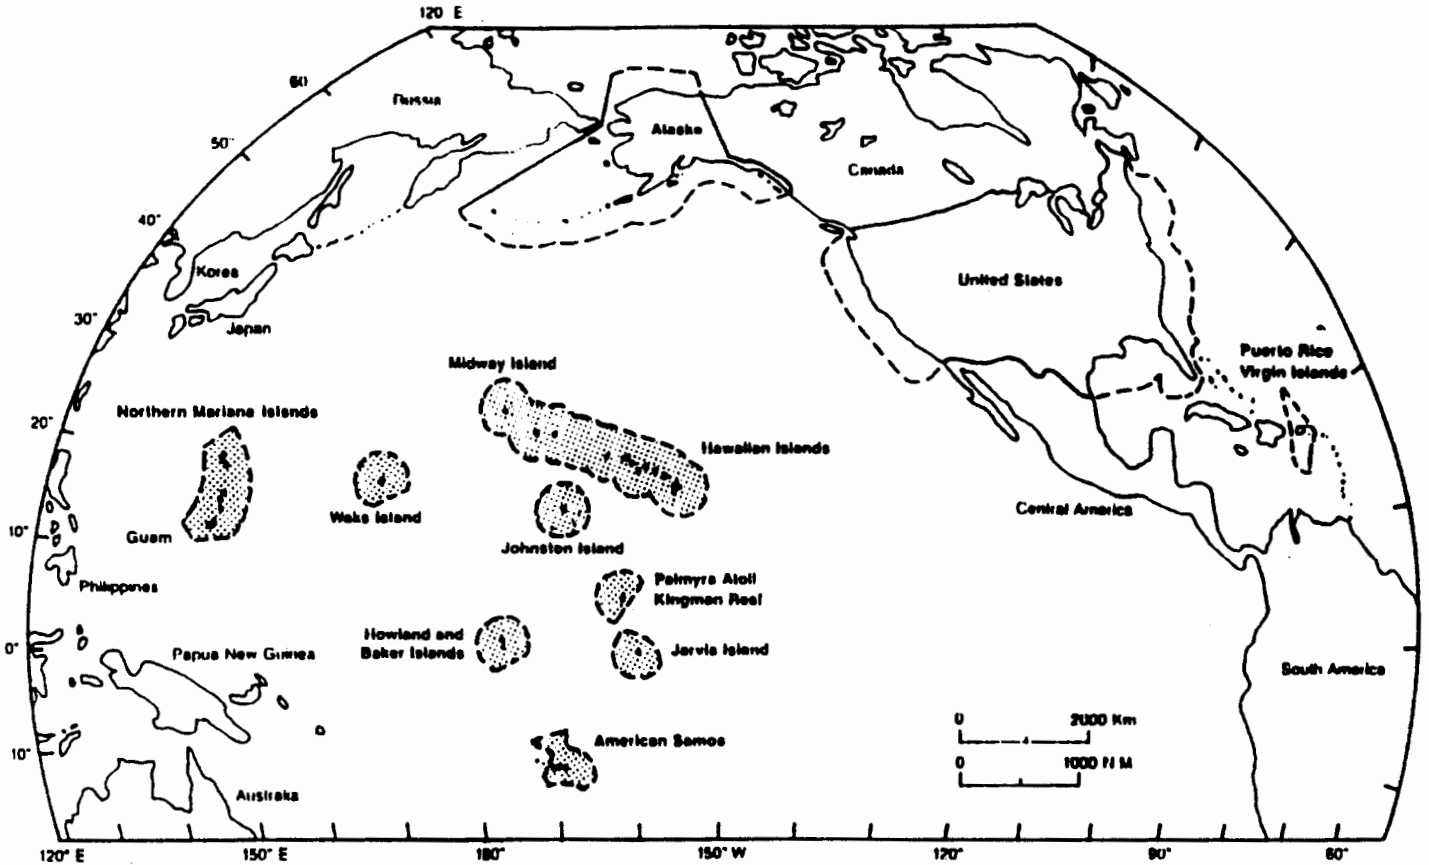 120 E
60
50°
40°
30°
20°
10°
0°
10°
Russia
Alaska
Canada
Korea
Japan
United States
Midway Island
Puerto Rico
Virgin Islands
Northern Mariana Islands
Hawaiian Islands
Wake Island
Guam
Johnston Island
Central America
Philippines
Palmyra Atoll
Kingman Reef
Howland and
Baker Islands
Jarvis Island
Papua New Guinea
South America
American Samoa
0 2000 Km
0 1000 N M
Australia
120° E
150° E
180°
150° W
120°
90°
60°